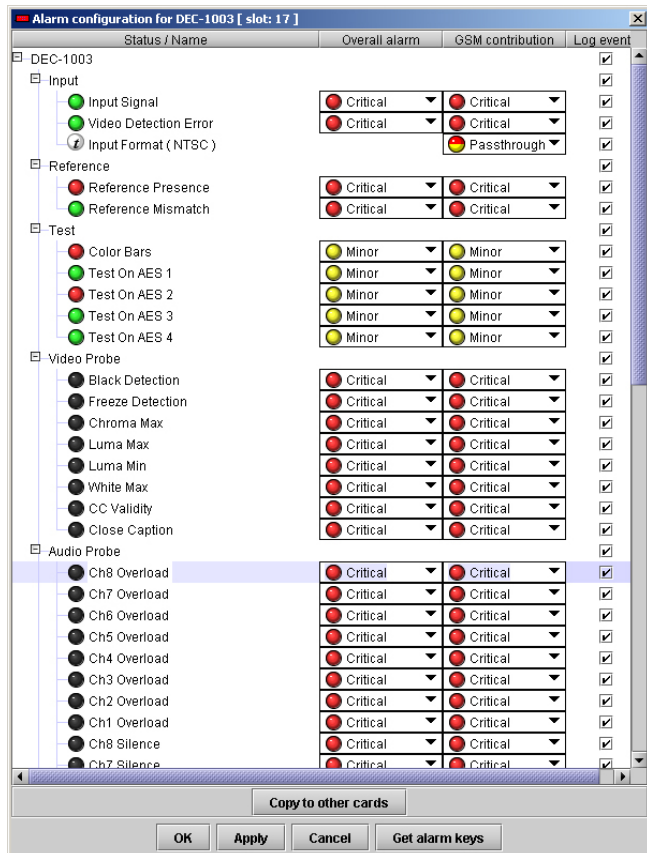 Alarm configuration for DEC-1003 [ slot: 17 ]
Status / Name Overall alarm GSM contribution Log event
DEC-1003
Input
Input Signal Critical Critical
Video Detection Error Critical Critical
Input Format ( NTSC ) Passthrough
Reference
Reference Presence Critical Critical
Reference Mismatch Critical Critical
Test
Color Bars Minor Minor
Test On AES 1 Minor Minor
Test On AES 2 Minor Minor
Test On AES 3 Minor Minor
Test On AES 4 Minor Minor
Video Probe
Black Detection Critical Critical
Freeze Detection Critical Critical
Chroma Max Critical Critical
Luma Max Critical Critical
Luma Min Critical Critical
White Max Critical Critical
CC Validity Critical Critical
Close Caption Critical Critical
Audio Probe
Ch8 Overload Critical Critical
Ch7 Overload Critical Critical
Ch6 Overload Critical Critical
Ch5 Overload Critical Critical
Ch4 Overload Critical Critical
Ch3 Overload Critical Critical
Ch2 Overload Critical Critical
Ch1 Overload Critical Critical
Ch8 Silence Critical Critical
Ch7 Silence Critical Critical
Copy to other cards
OK Apply Cancel Get alarm keys